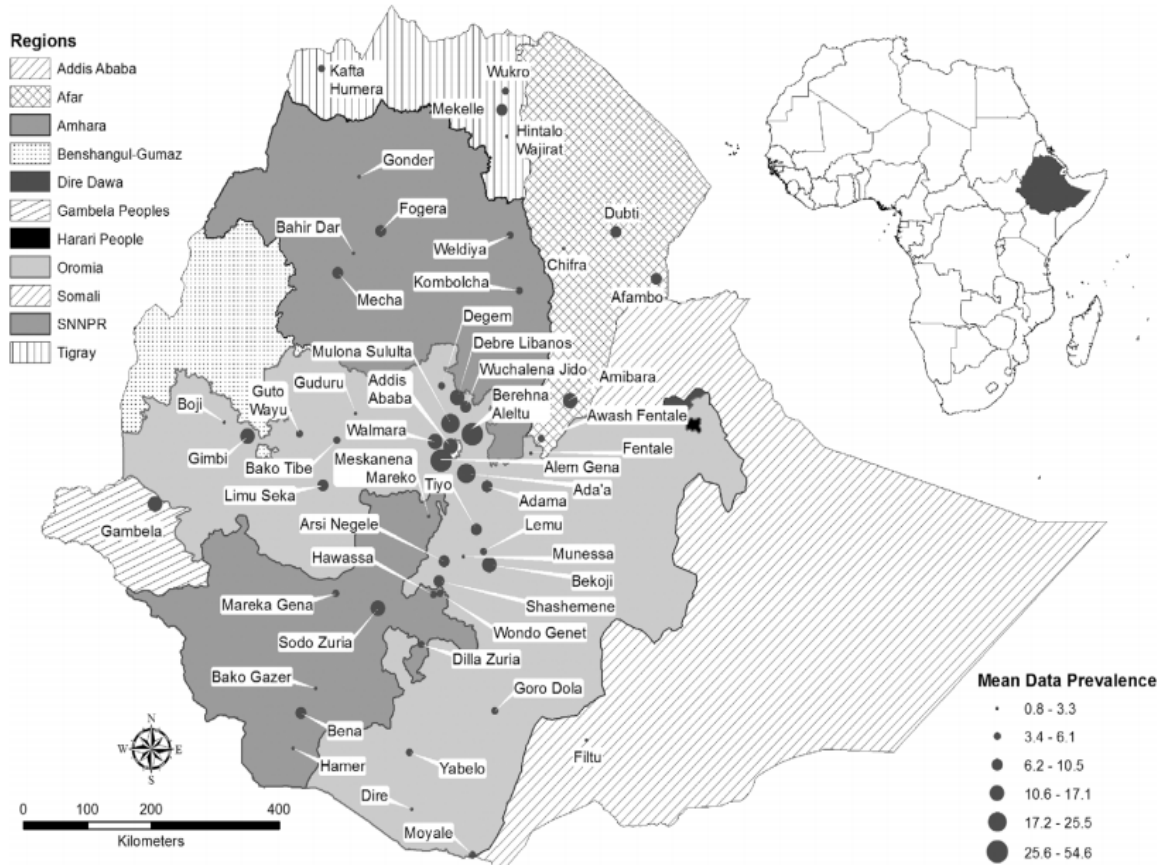 Regions
Addis Ababa
Afar
Amhara
Benshangul-Gumaz
Dire Dawa
Gambela Peoples
Harari People
Oromia
Somali
SNNPR
Tigray
Kafta
Humera
Wukro
Mekelle
Hintalo
Wajirat
Gonder
Fogera
Bahir Dar
Weldiya
Dubti
Chifra
Mecha
Kombolcha
Afambo
Degem
Mulona Sululta
Debre Libanos
Wuchalena Jido
Addis
Ababa
Guduru
Guto
Wayu
Boji
Berehna
Aleltu
Amibara
Awash Fentale
Walmara
Gimbi
Bako Tibe
Meskanena
Mareko
Fentale
Alem Gena
Tiyo
Ada'a
Limu Seka
Adama
Gambela
Arsi Negele
Lemu
Hawassa
Munessa
Bekoji
Mareka Gena
Shashemene
Sodo Zuria
Wondo Genet
Dilla Zuria
Bako Gazer
Goro Dola
Bena
Hamer
Yabelo
Filtu
Dire
Moyale
N
W E
S
0 100 200 400
Kilometers
Mean Data Prevalence
0.8 - 3.3
3.4 - 6.1
6.2 - 10.5
10.6 - 17.1
17.2 - 25.5
25.6 - 54.6